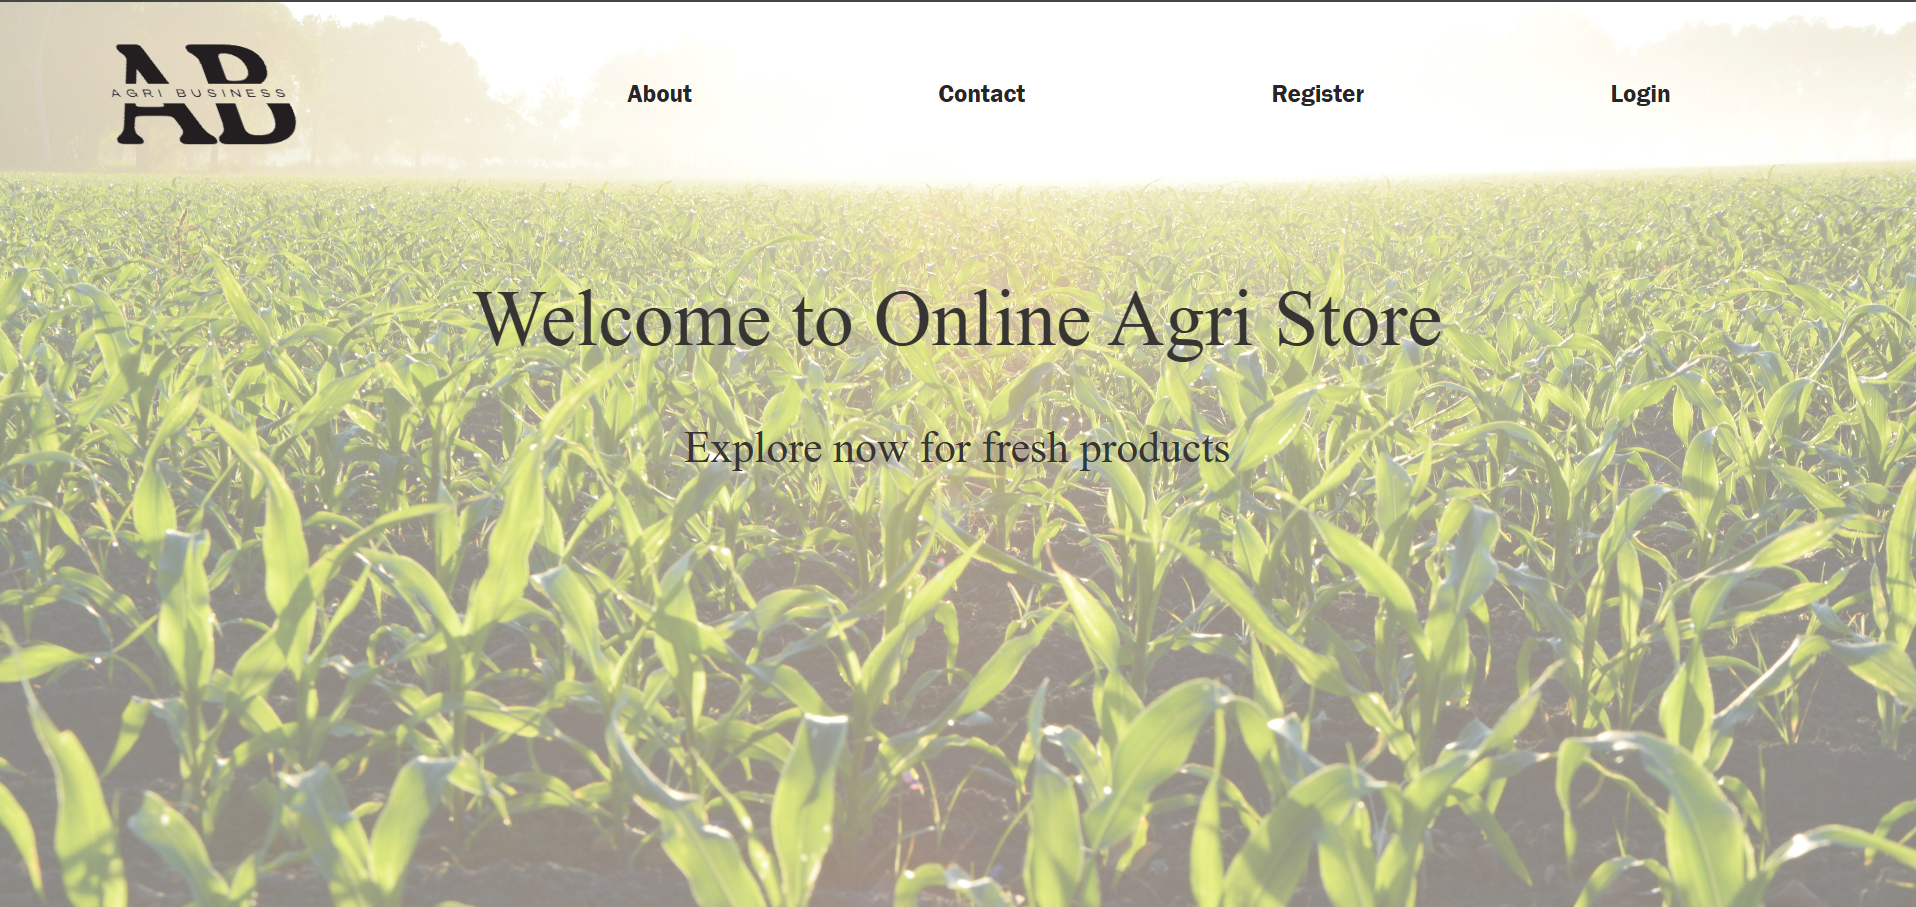 AB
AGRI BUSINESS
About
Contact
Register
Login
Welcome to Online Agri Store
Explore now for fresh products